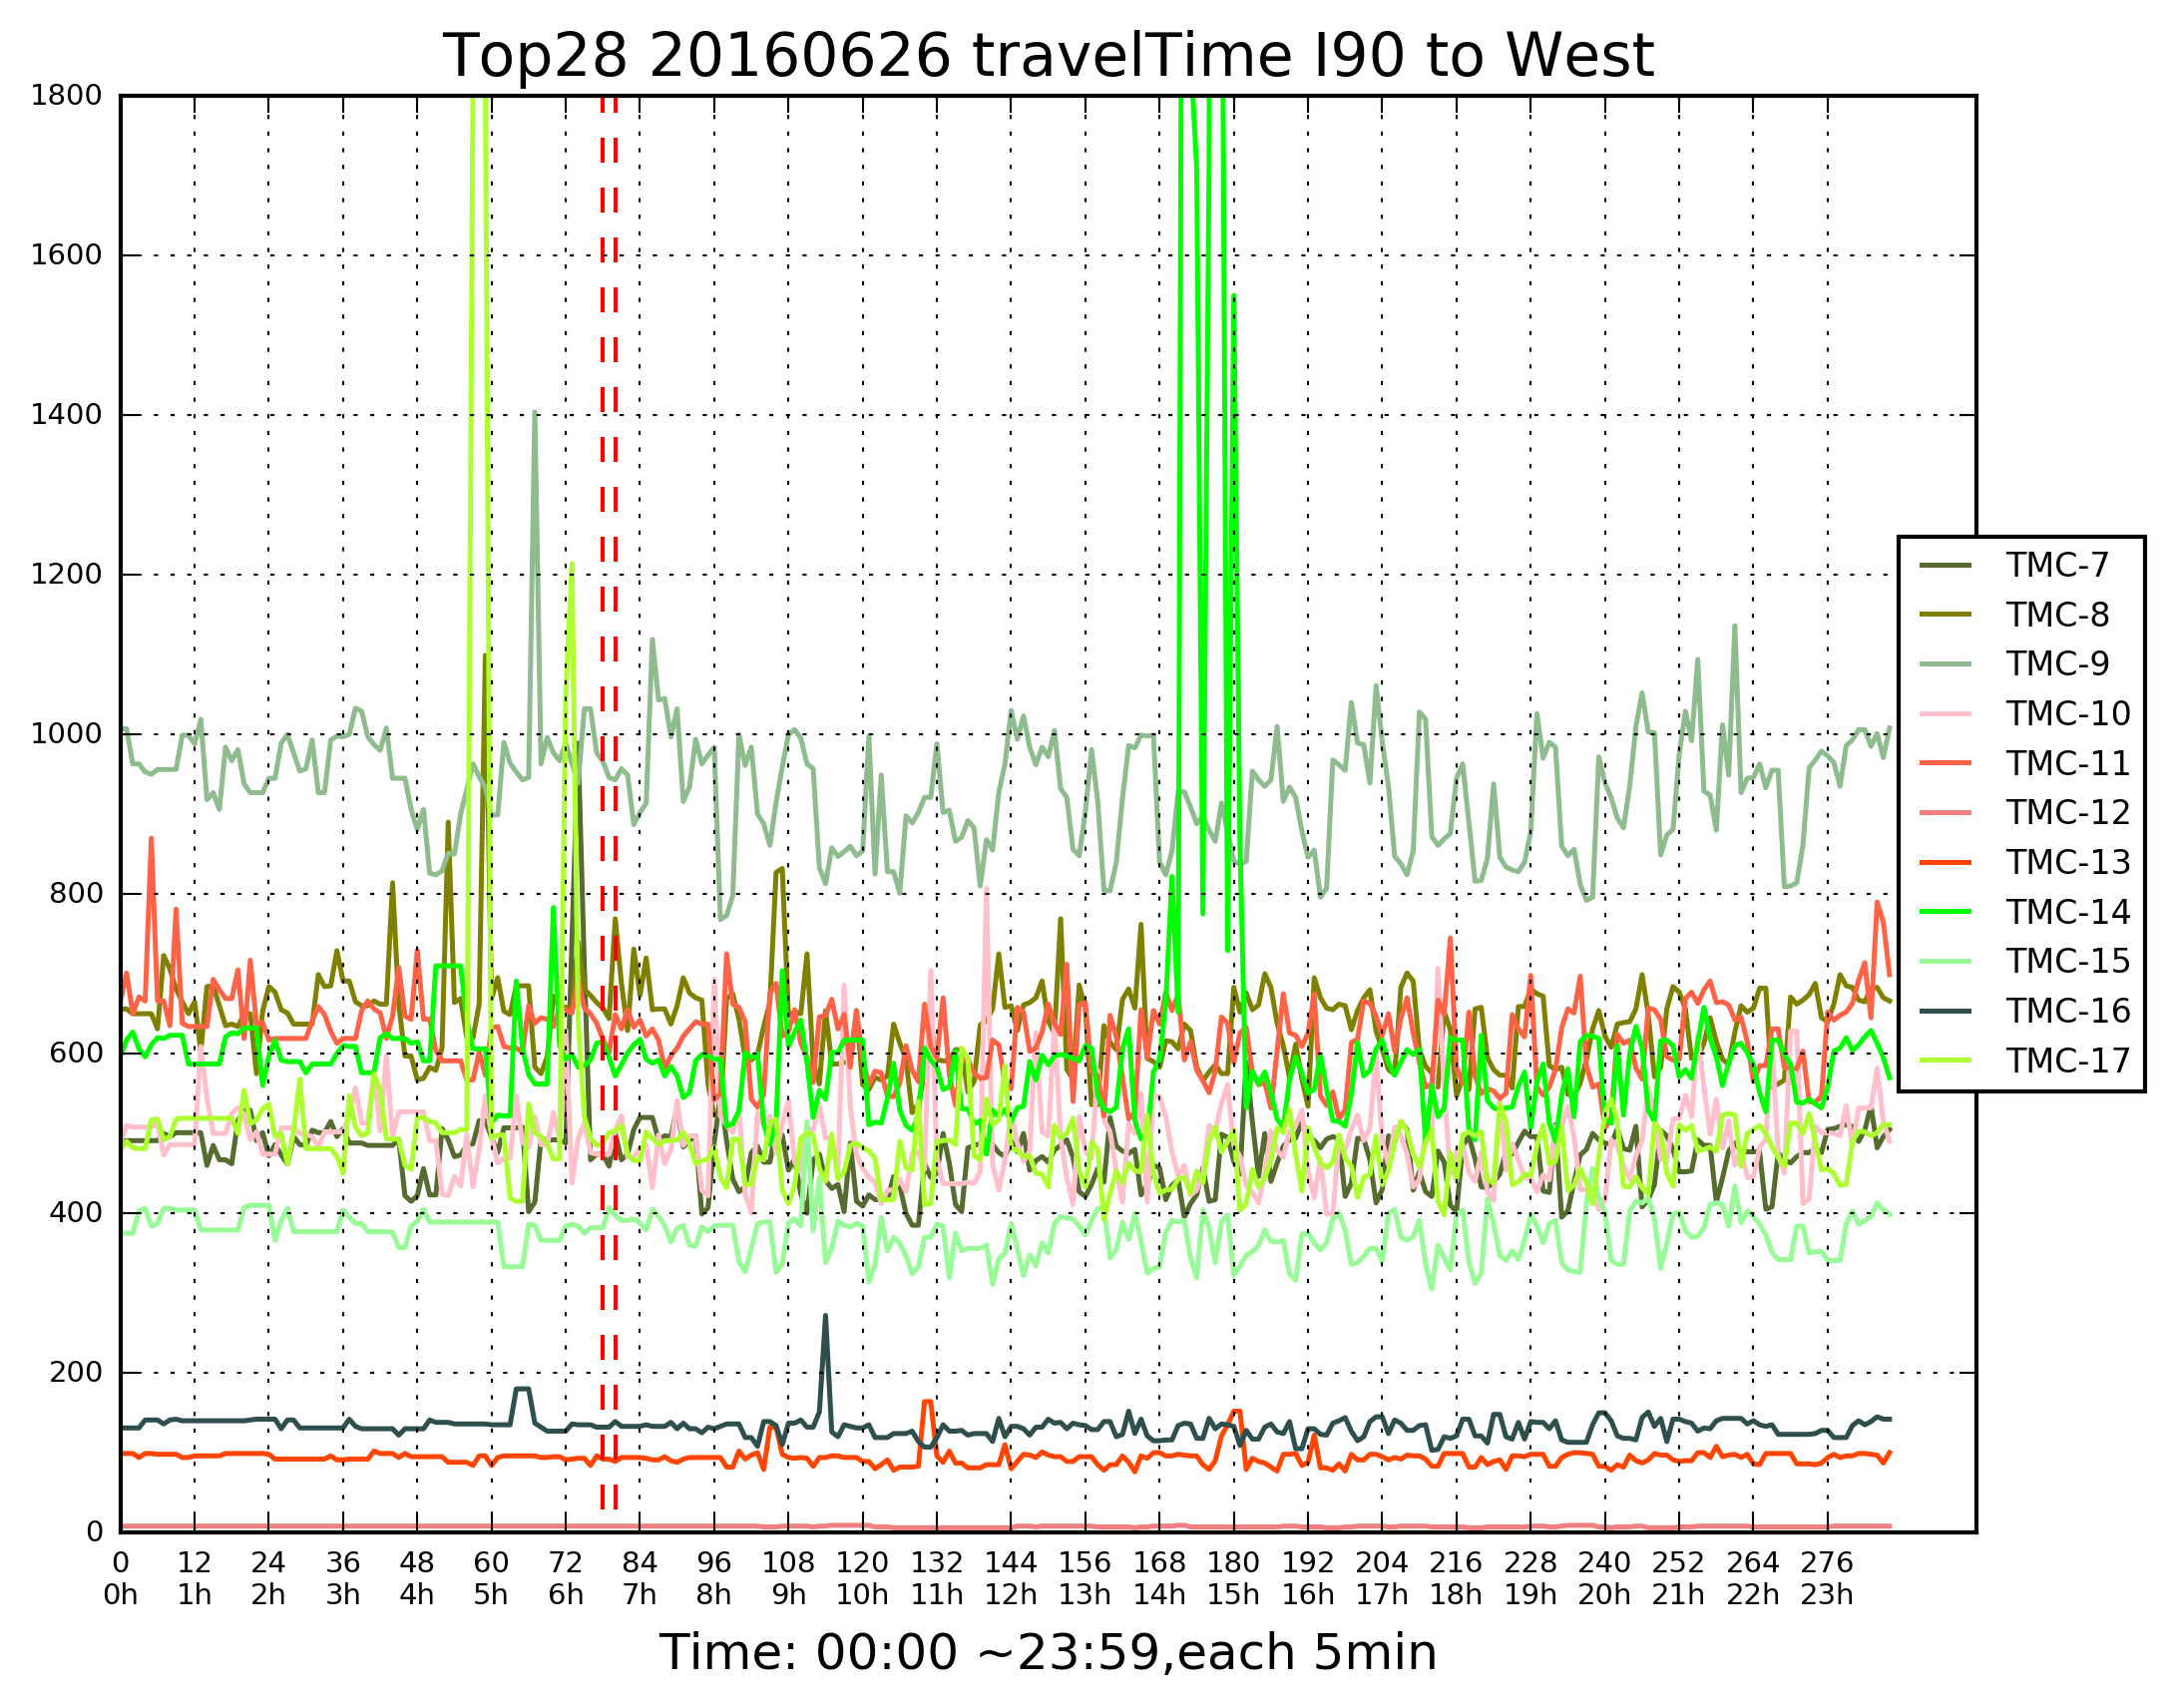 Top28 20160626 travelTime I90 to West
1800
1600
1400
1200
1000
800
600
400
200
0
TMC-7
TMC-8
TMC-9
TMC-10
TMC-11
TMC-12
TMC-13
TMC-14
TMC-15
TMC-16
TMC-17
0 12 24 36 48 60 72 84 96 108 120 132 144 156 168 180 192 204 216 228 240 252 264 276
0h 1h 2h 3h 4h 5h 6h 7h 8h 9h 10h 11h 12h 13h 14h 15h 16h 17h 18h 19h 20h 21h 22h 23h
Time: 00:00 ~23:59,each 5min